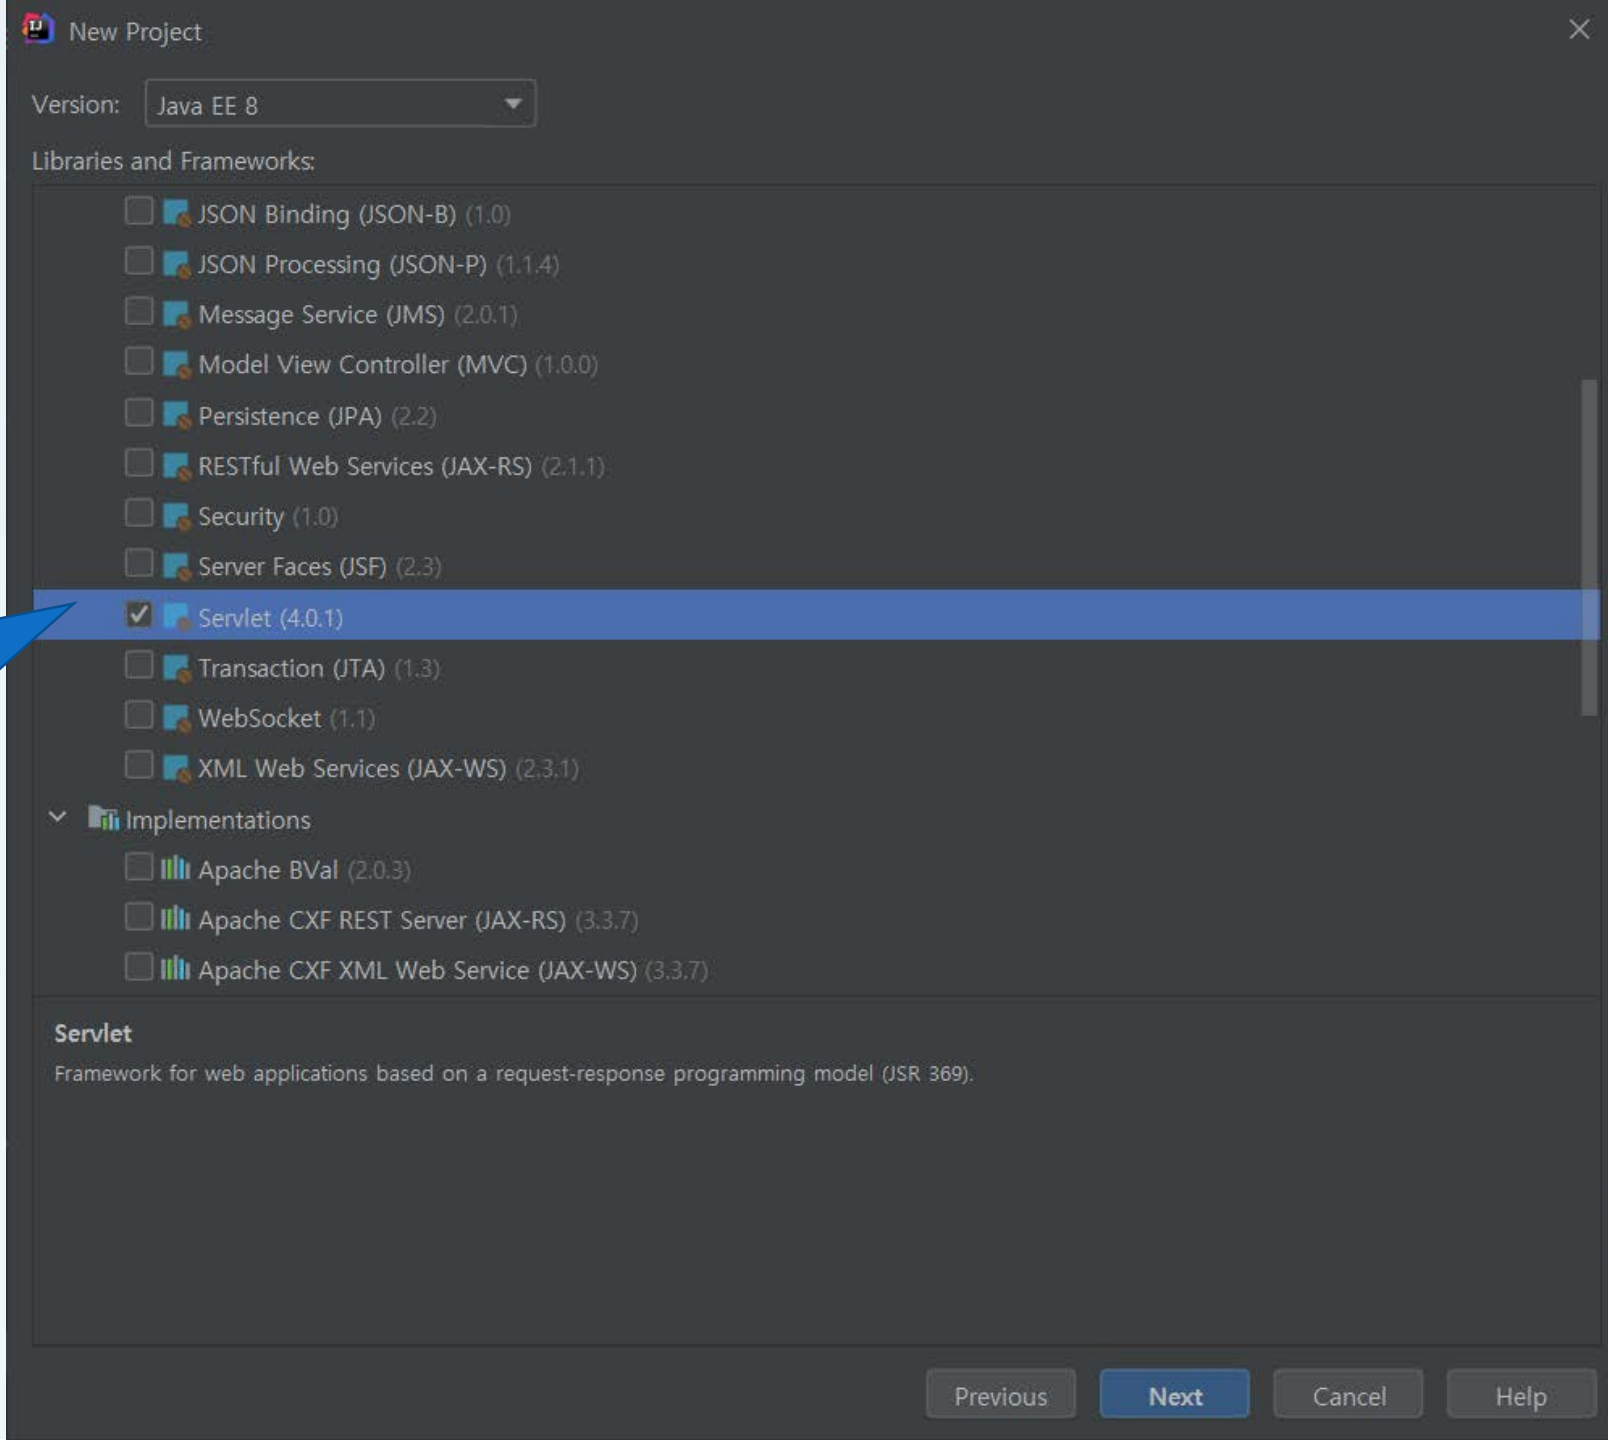 New Project
Version: Java EE 8
Libraries and Frameworks:
JSON Binding (JSON-B) (1.0)
JSON Processing (JSON-P) (1.1.4)
Message Service (JMS) (2.0.1)
Model View Controller (MVC) (1.0.0)
Persistence (JPA) (2.2)
RESTful Web Services (JAX-RS) (2.1.1)
Security (1.0)
Server Faces (JSF) (2.3)
Servlet (4.0.1)
Transaction (JTA) (1.3)
WebSocket (1.1)
XML Web Services (JAX-WS) (2.3.1)
Implementations
Apache BVal (2.0.3)
Apache CXF REST Server (JAX-RS) (3.3.7)
Apache CXF XML Web Service (JAX-WS) (3.3.7)
Servlet
Framework for web applications based on a request-response programming model (JSR 369).
Previous Next Cancel Help